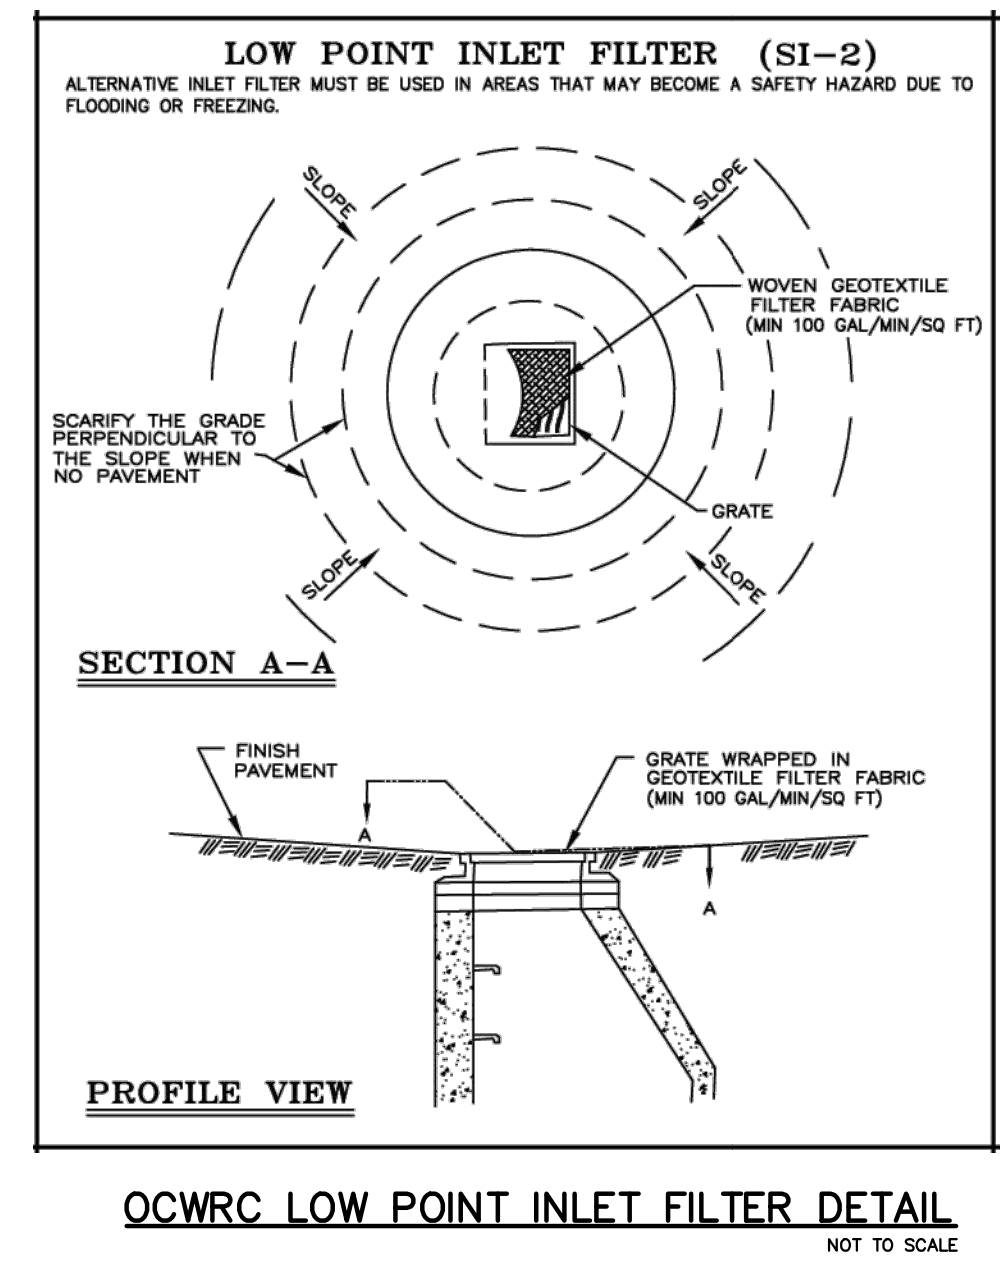 LOW POINT INLET FILTER (SI-2)
ALTERNATIVE INLET FILTER MUST BE USED IN AREAS THAT MAY BECOME A SAFETY HAZARD DUE TO
FLOODING OR FREEZING.
SLOPE
SLOPE
WOVEN GEOTEXTILE
FILTER FABRIC
(MIN 100 GAL/MIN/SQ FT)
SCARIFY THE GRADE
PERPENDICULAR TO
THE SLOPE WHEN
NO PAVEMENT
GRATE
SLOPE
SLOPE
SECTION A-A
FINISH
PAVEMENT
GRATE WRAPPED IN
GEOTEXTILE FILTER FABRIC
(MIN 100 GAL/MIN/SQ FT)
A
A
PROFILE VIEW
OCWRC LOW POINT INLET FILTER DETAIL
NOT TO SCALE